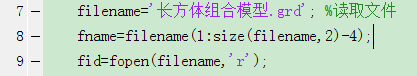 7 - filename='长方体组合模型.grd'; %读取文件
8 - fname=filename(1:size(filename,2)-4);
9 - fid=fopen(filename,'r');